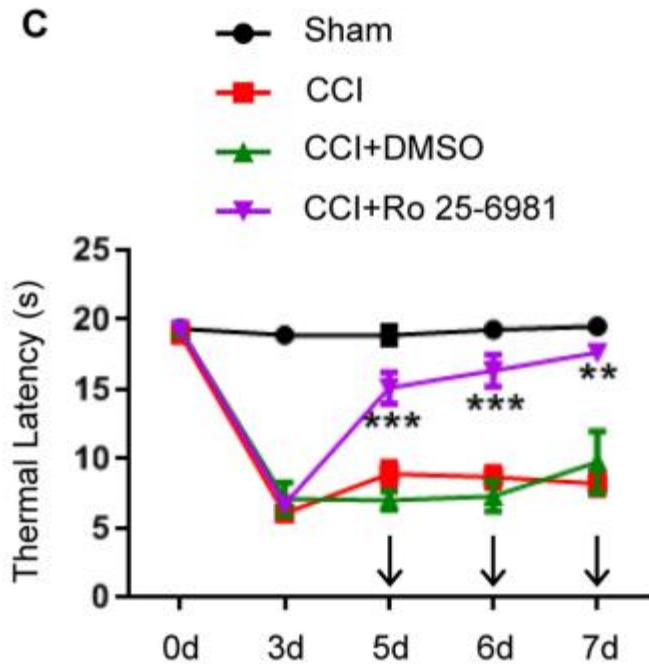 C
Sham
CCI
CCI+DMSO
CCI+Ro 25-6981
Thermal Latency (s)
25
20
15
10
5
0
*** *** **
0d 3d 5d 6d 7d